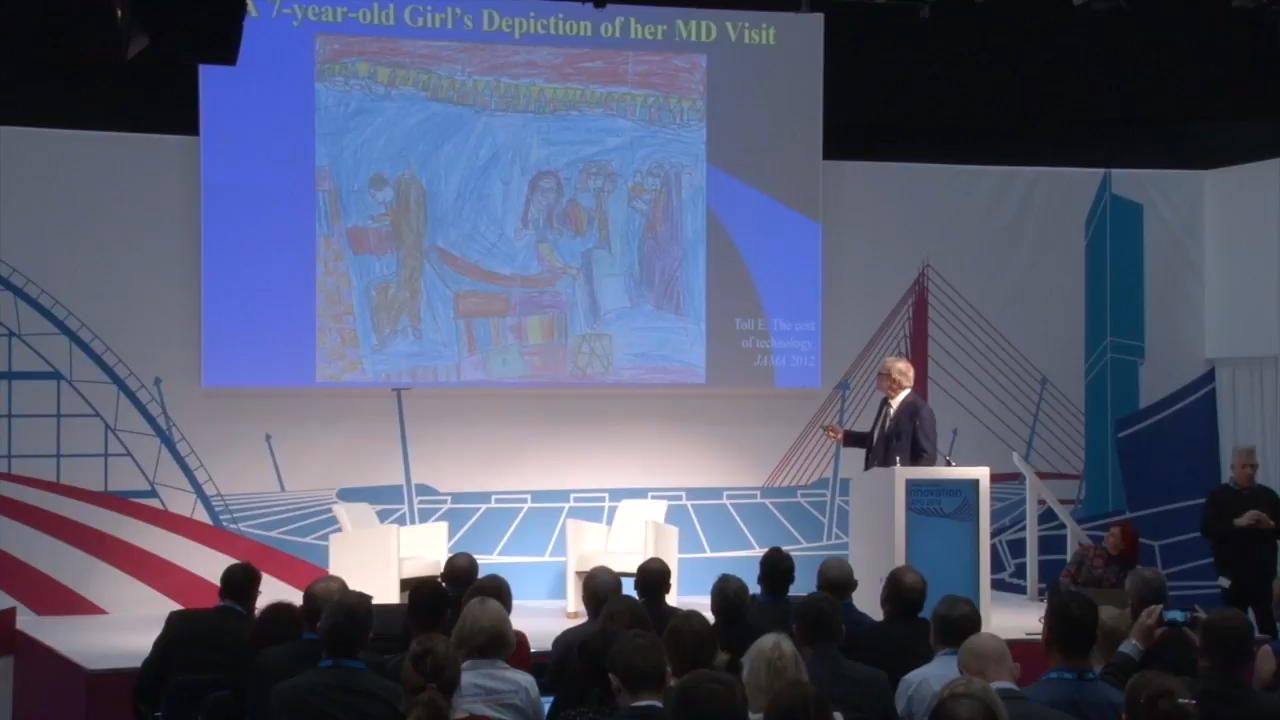 7-year-old Girl's Depiction of her MD Visit
Toll E. The cost
of technology.
JAMA 2012
innovation